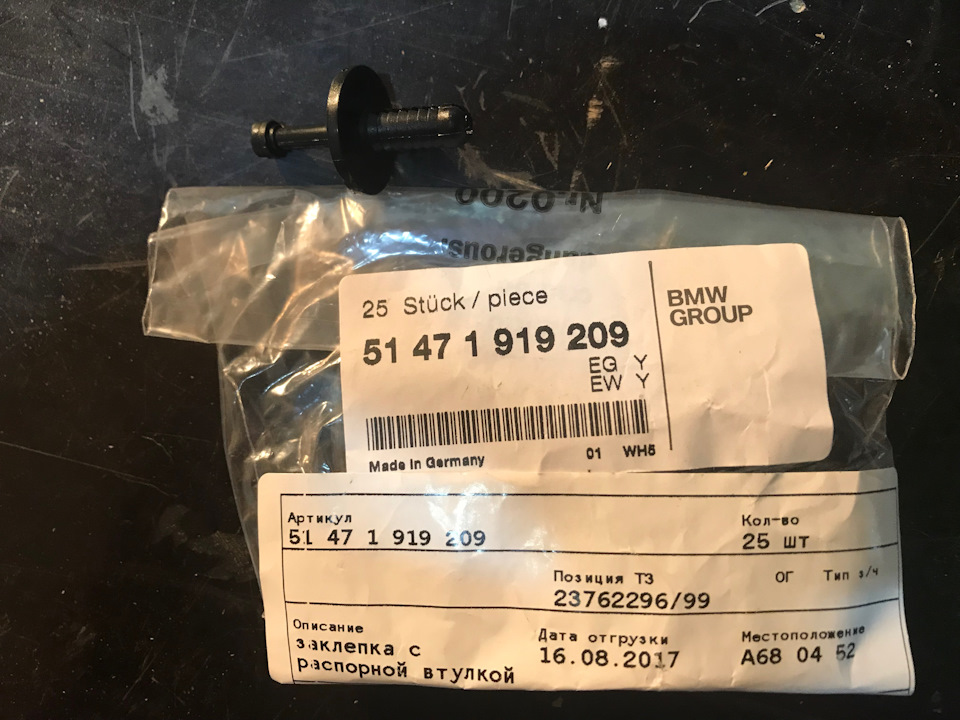 Nr.0200
25 Stück / piece
51 47 1 919 209
EG Y
EW Y
BMW
GROUP
Made in Germany
01 WH5
Артикул
51 47 1 919 209
Кол-во
25 шт
Позиция ТЗ
23762296/99
ОГ
Тип з/ч
Описание
заклепка с
распорной втулкой
Дата отгрузки
16.08.2017
Местоположение
A68 04 52